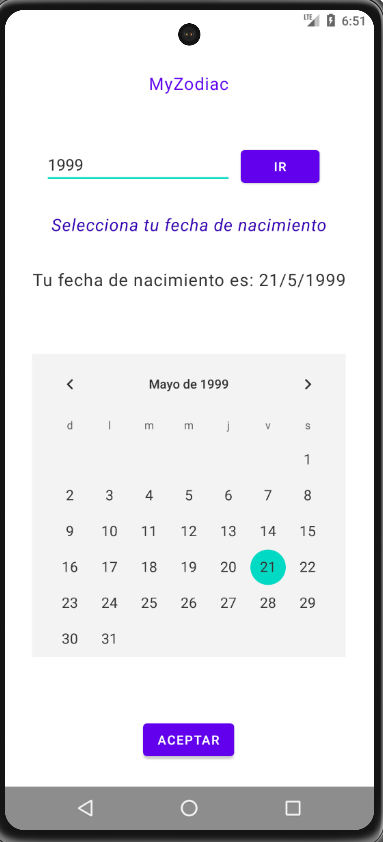 LTE 6:51
MyZodiac
1999 IR
Selecciona tu fecha de nacimiento
Tu fecha de nacimiento es: 21/5/1999
Mayo de 1999
d l m m j v s
1
2 3 4 5 6 7 8
9 10 11 12 13 14 15
16 17 18 19 20 21 22
23 24 25 26 27 28 29
30 31
ACEPTAR